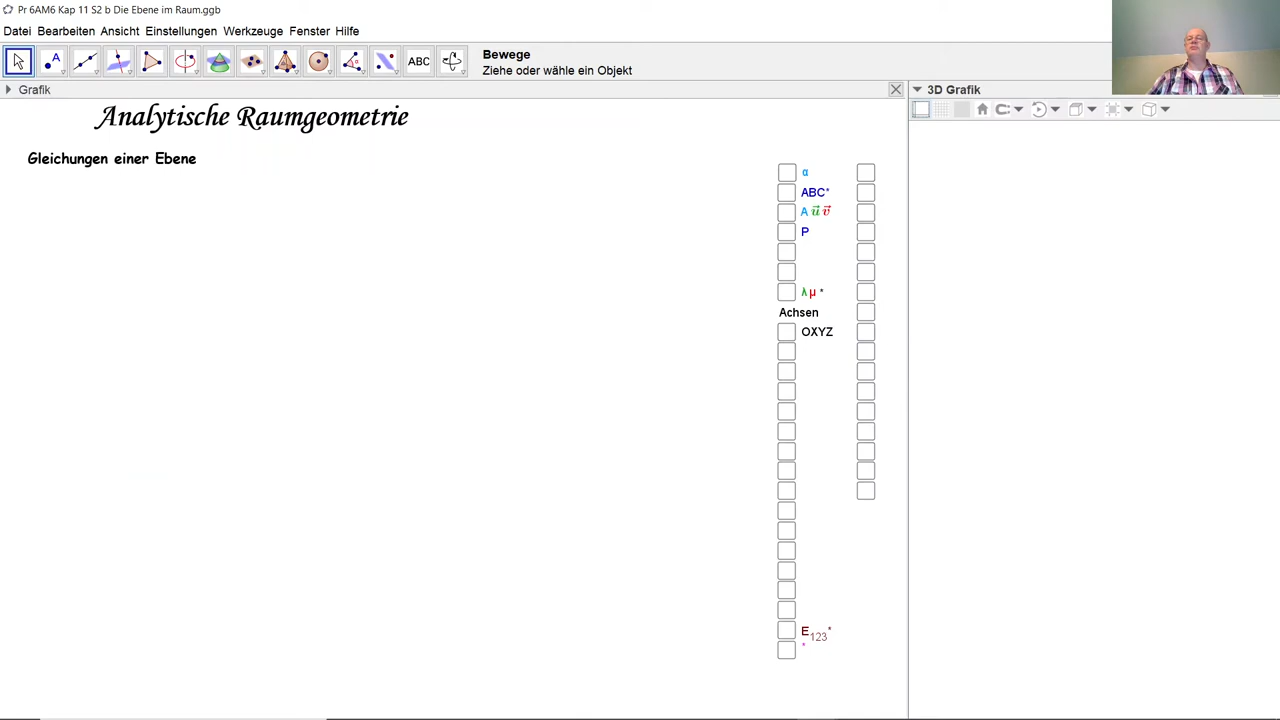 Pr 6AM6 Kap 11 S2 b Die Ebene im Raum.ggb
Datei Bearbeiten Ansicht Einstellungen Werkzeuge Fenster Hilfe
A
ABC
Bewege
Ziehe oder wähle ein Objekt
Grafik
3D Grafik
Analytische Raumgeometrie
Gleichungen einer Ebene
α
ABC*
A u⃗ v⃗
P
λ μ *
Achsen
OXYZ
E₁₂₃*
*